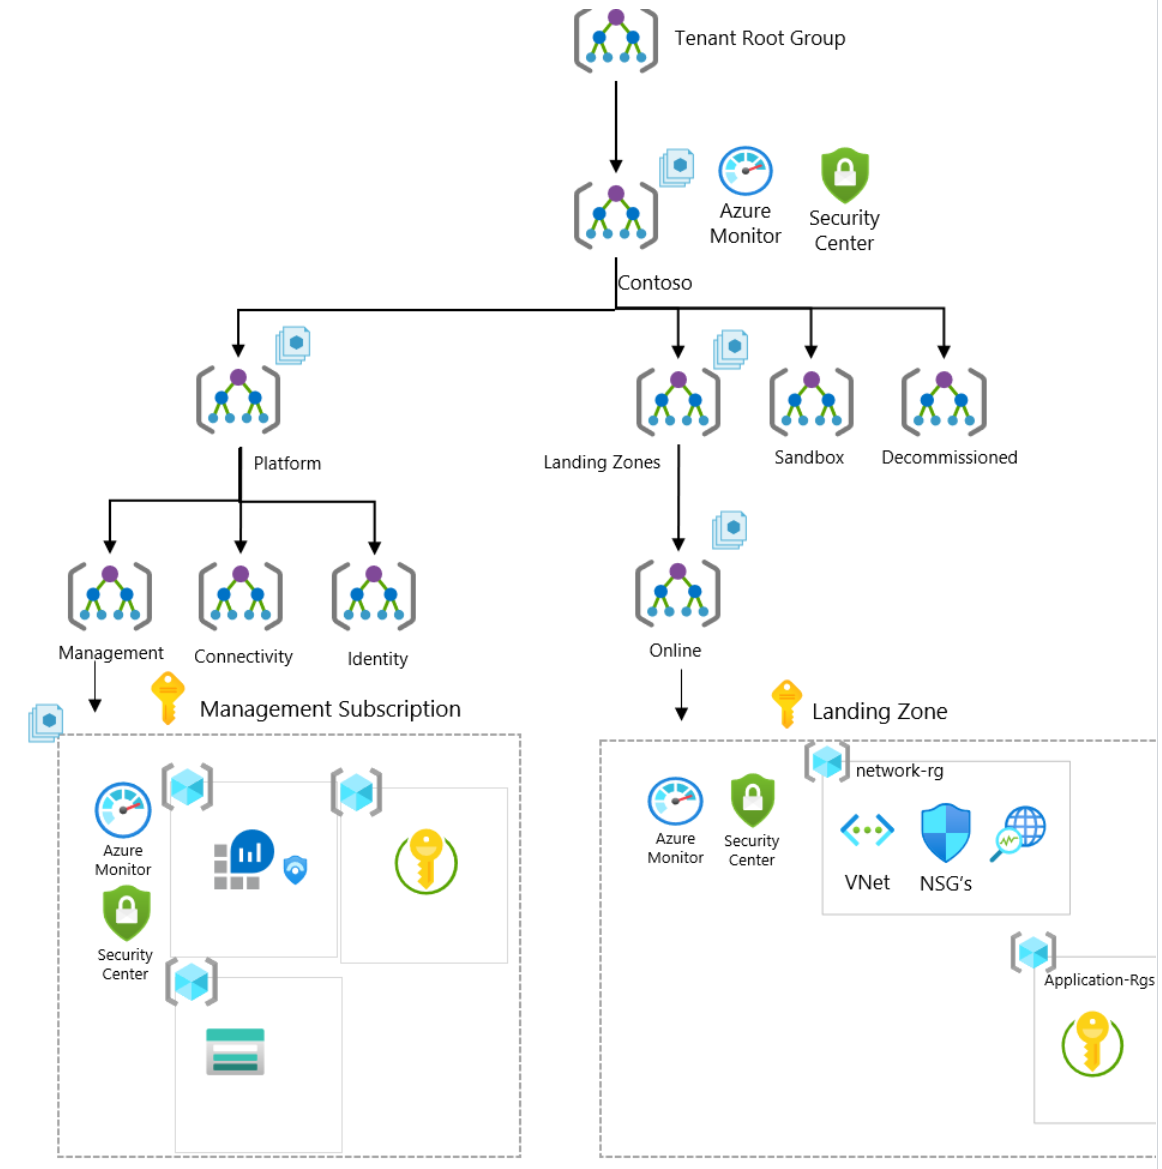 Tenant Root Group
Azure
Monitor
Security
Center
Contoso
Platform
Landing Zones
Sandbox
Decommissioned
Management
Connectivity
Identity
Online
Management Subscription
Landing Zone
Azure
Monitor
Security
Center
Azure
Monitor
Security
Center
network-rg
VNet
NSG's
Application-Rgs